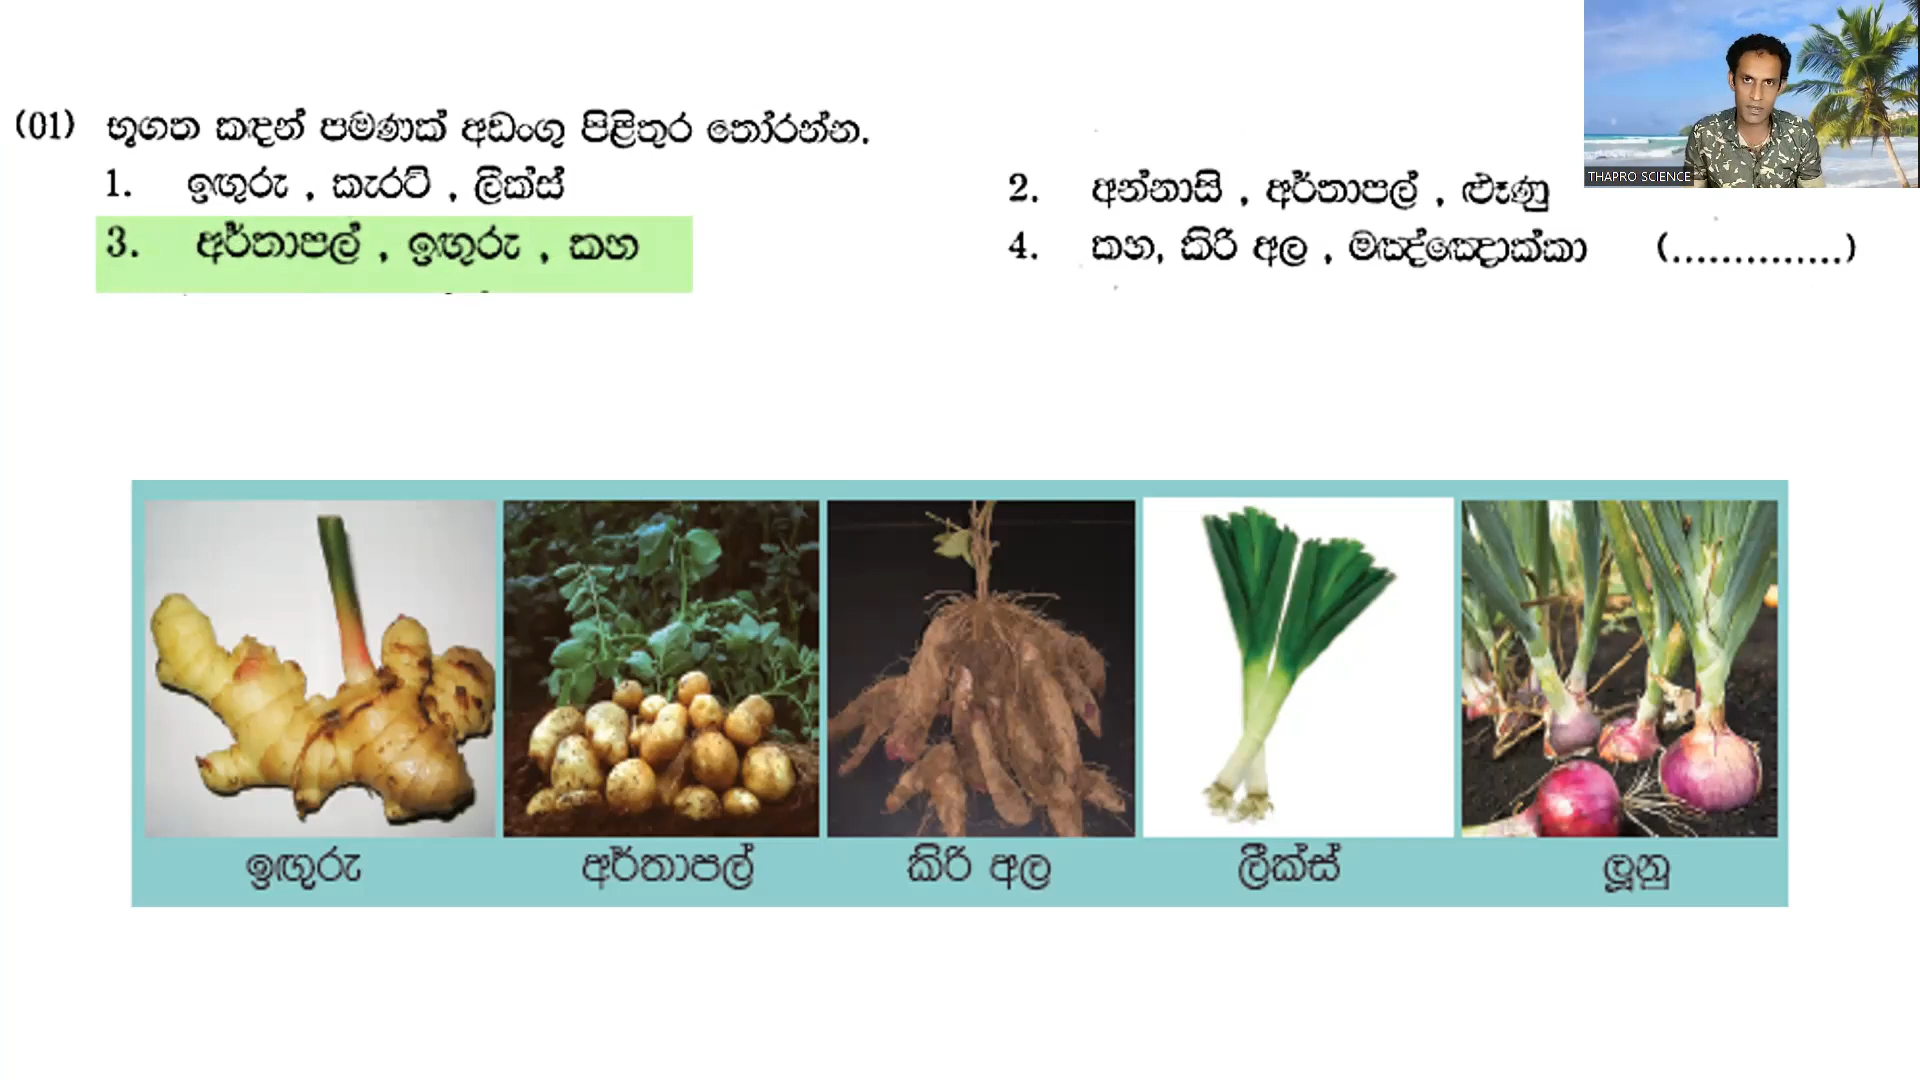 (01) භූගත කඳන් පමණක් අඩංගු පිළිතුර තෝරන්න.
1. ඉඟුරු , කැරට් , ලීක්ස්
2. අන්නාසි , අර්තාපල් , ළූණු
3. අර්තාපල් , ඉඟුරු , කහ
4. කහ, කිරි අල , මඤ්ඤොක්කා (..............)
THAPRO SCIENCE
ඉඟුරු
අර්තාපල්
කිරි අල
ලීක්ස්
ලූනු